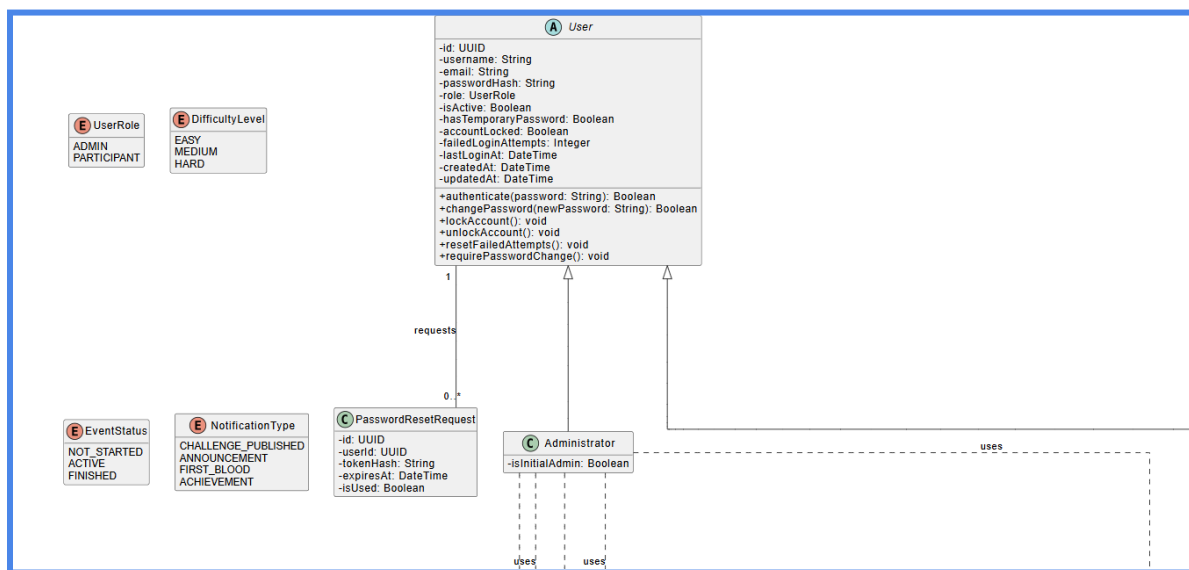 A User
-id: UUID
-username: String
-email: String
-passwordHash: String
-role: UserRole
-isActive: Boolean
-hasTemporaryPassword: Boolean
-accountLocked: Boolean
-failedLoginAttempts: Integer
-lastLoginAt: DateTime
-createdAt: DateTime
-updatedAt: DateTime
+authenticate(password: String): Boolean
+changePassword(newPassword: String): Boolean
+lockAccount(): void
+unlockAccount(): void
+resetFailedAttempts(): void
+requirePasswordChange(): void
E UserRole
ADMIN
PARTICIPANT
E DifficultyLevel
EASY
MEDIUM
HARD
1
requests
0..*
E EventStatus
NOT_STARTED
ACTIVE
FINISHED
E NotificationType
CHALLENGE_PUBLISHED
ANNOUNCEMENT
FIRST_BLOOD
ACHIEVEMENT
C PasswordResetRequest
-id: UUID
-userId: UUID
-tokenHash: String
-expiresAt: DateTime
-isUsed: Boolean
C Administrator
-isInitialAdmin: Boolean
uses
uses
uses